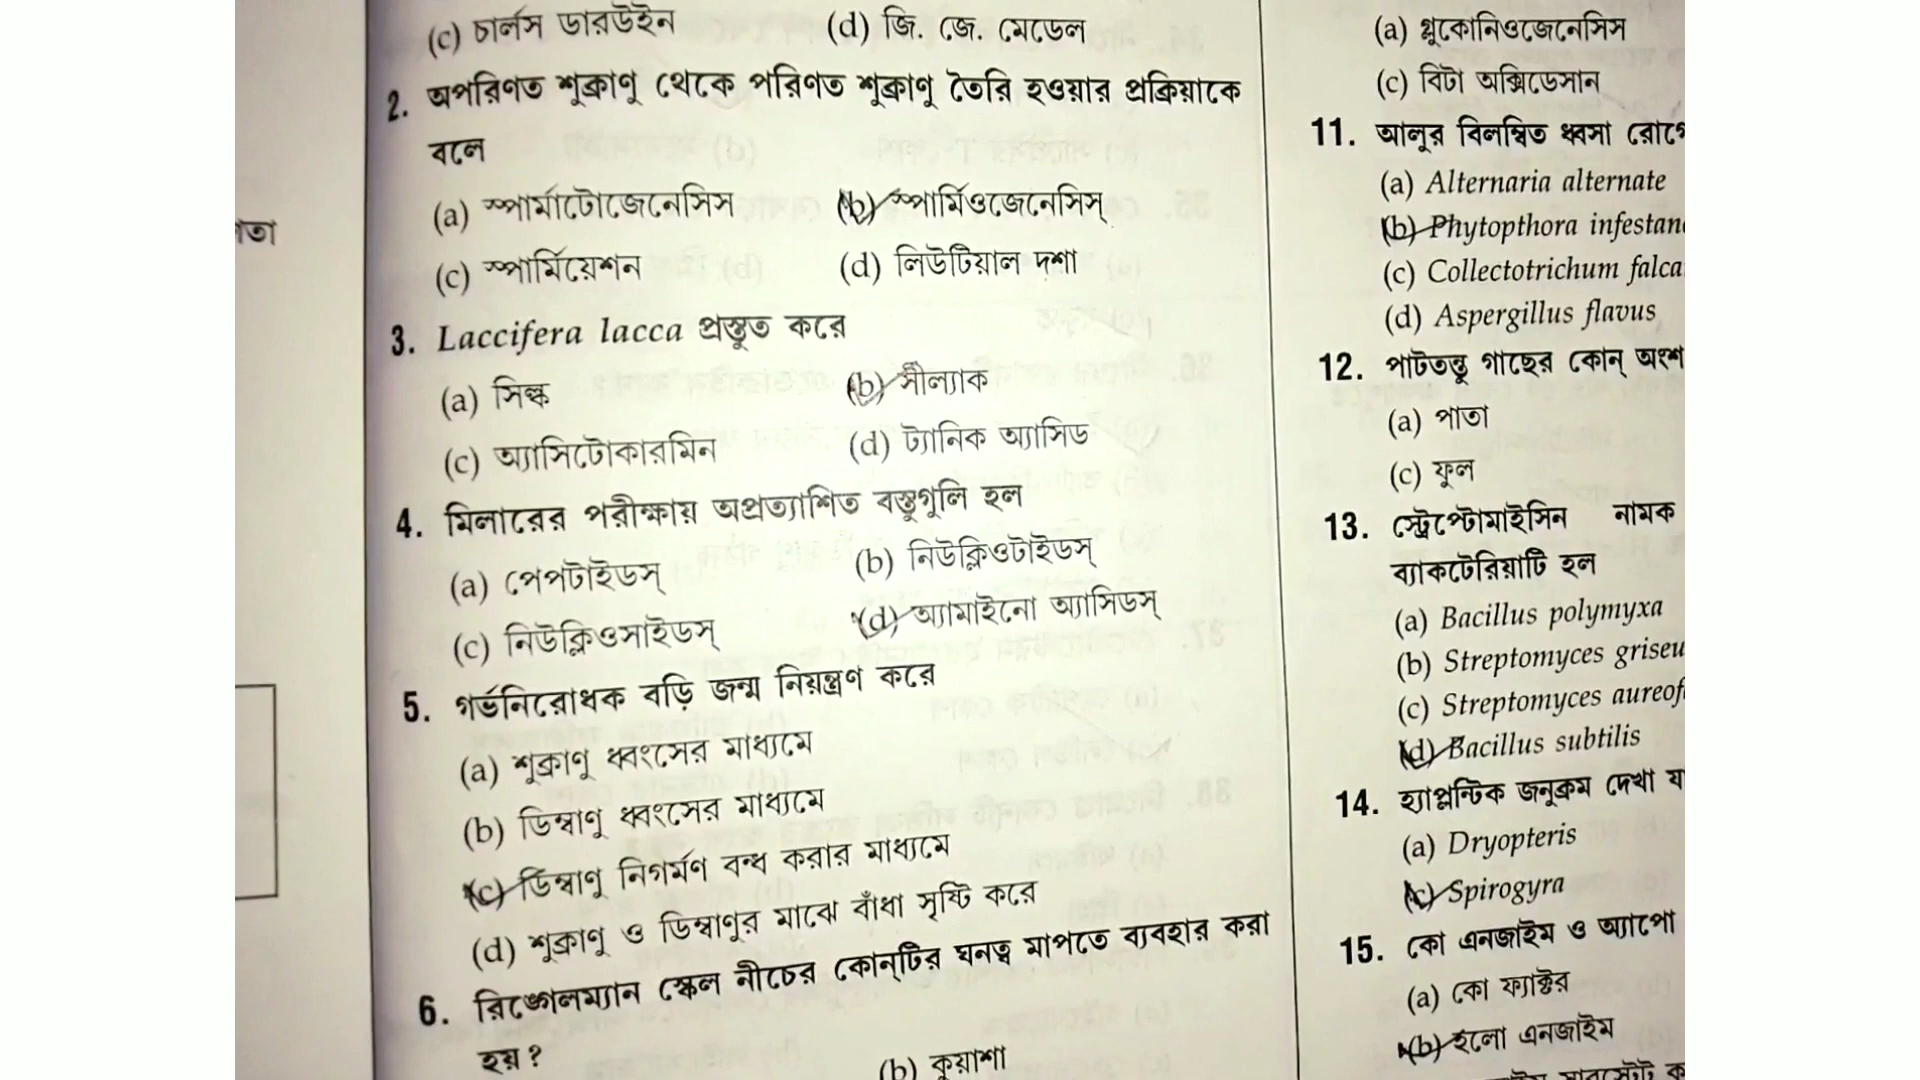 (c) চার্লস ডারউইন (d) জি. জে. মেন্ডেল
2. অপরিণত শুক্রাণু থেকে পরিণত শুক্রাণু তৈরি হওয়ার প্রক্রিয়াকে
বলে
(a) স্পার্মাটোজেনেসিস (b) স্পার্মিওজেনেসিস্
(c) স্পার্মিয়েশন (d) লিউটিয়াল দশা
3. Laccifera lacca প্রস্তুত করে
(a) সিল্ক (b) সীল্যাক
(c) অ্যাসিটোকারমিন (d) ট্যানিক অ্যাসিড
4. মিলারের পরীক্ষায় অপ্রত্যাশিত বস্তুগুলি হল
(a) পেপটাইডস্ (b) নিউক্লিওটাইডস্
(c) নিউক্লিওসাইডস্ (d) অ্যামাইনো অ্যাসিডস্
5. গর্ভনিরোধক বড়ি জন্ম নিয়ন্ত্রণ করে
(a) শুক্রাণু ধ্বংসের মাধ্যমে
(b) ডিম্বাণু ধ্বংসের মাধ্যমে
(c) ডিম্বাণু নির্গমণ বন্ধ করার মাধ্যমে
(d) শুক্রাণু ও ডিম্বাণুর মাঝে বাঁধা সৃষ্টি করে
6. রিঙ্গেলম্যান স্কেল নীচের কোন্‌টির ঘনত্ব মাপতে ব্যবহার করা
হয়?
(b) কুয়াশা
(a) গ্লুকোনিওজেনেসিস
(c) বিটা অক্সিডেসান
11. আলুর বিলম্বিত ধ্বসা
(a) Alternaria alternate
(b) Phytopthora
(c) Collectotrichum
(d) Aspergillus flavus
12. পাটতন্তু গাছের কোন্ অংশ
(a) পাতা
(c) ফুল
13. স্ট্রেপ্টোমাইসিন নামক
ব্যাকটেরিয়াটি হল
(a) Bacillus polymyxa
(b) Streptomyces
(c) Streptomyces
(d) Bacillus subtilis
14. হ্যাপ্লন্টিক জনুক্রম দেখা
(a) Dryopteris
(c) Spirogyra
15. কো এনজাইম ও অ্যাপো
(a) কো ফ্যাক্টর
(b) হলো এনজাইম